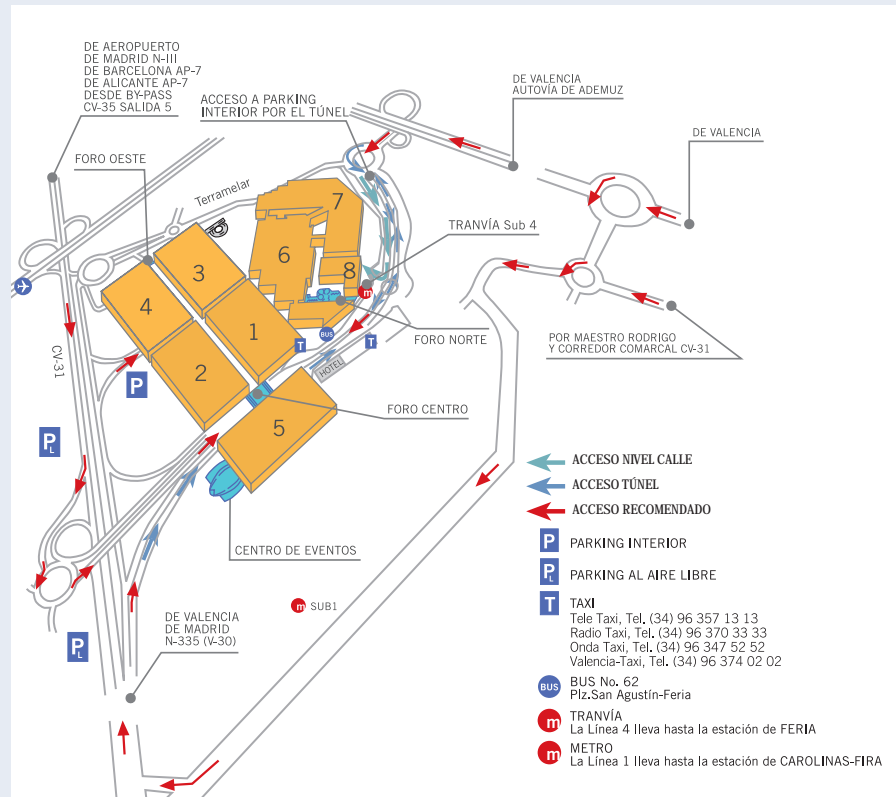 DE AEROPUERTO
DE MADRID N-III
DE BARCELONA AP-7
DE ALICANTE AP-7
DESDE BY-PASS
CV-35 SALIDA 5
ACCESO A PARKING
INTERIOR POR EL TÚNEL
DE VALENCIA
AUTOVÍA DE ADEMUZ
DE VALENCIA
FORO OESTE
Terramelar
TRANVÍA Sub 4
7
6
8
3
4
1
2
5
m
BUS
T
T
HOTEL
FORO NORTE
POR MAESTRO RODRIGO
Y CORREDOR COMARCAL CV-31
CV-31
P
PL
FORO CENTRO
CENTRO DE EVENTOS
m SUB1
DE VALENCIA
DE MADRID
N-335 (V-30)
PL
ACCESO NIVEL CALLE
ACCESO TÚNEL
ACCESO RECOMENDADO
P PARKING INTERIOR
PL PARKING AL AIRE LIBRE
T TAXI
Tele Taxi, Tel. (34) 96 357 13 13
Radio Taxi, Tel. (34) 96 370 33 33
Onda Taxi, Tel. (34) 96 347 52 52
Valencia-Taxi, Tel. (34) 96 374 02 02
BUS BUS No. 62
Plz.San Agustín-Feria
m TRANVÍA
La Línea 4 lleva hasta la estación de FERIA
m METRO
La Línea 1 lleva hasta la estación de CAROLINAS-FIRA